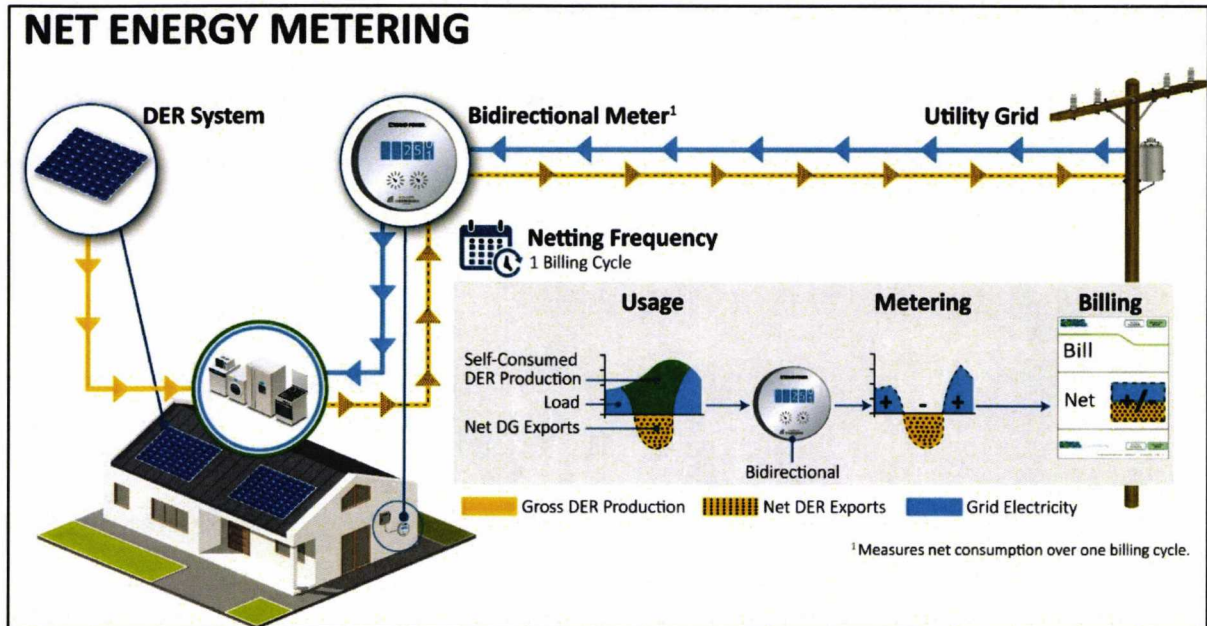 NET ENERGY METERING
DER System
Bidirectional Meter¹
Utility Grid
Netting Frequency
1 Billing Cycle
Usage
Metering
Billing
Self-Consumed
DER Production
Load
Net DG Exports
Bidirectional
+
-
+
Bill
Net
Gross DER Production
Net DER Exports
Grid Electricity
¹ Measures net consumption over one billing cycle.